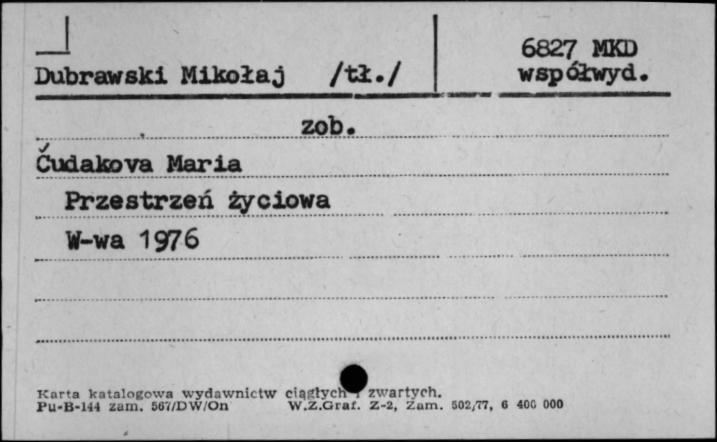 6827 MKD
Dubrawski Mikołaj /tł./ współwyd.
zob.
Čudakova Maria
Przestrzeń życiowa
W-wa 1976
Karta katalogowa wydawnictw ciągłych i zwartych.
Pu-B-144 zam. 567/DW/On W.Z.Graf. Z-2, Zam. 502/77, 6 400 000